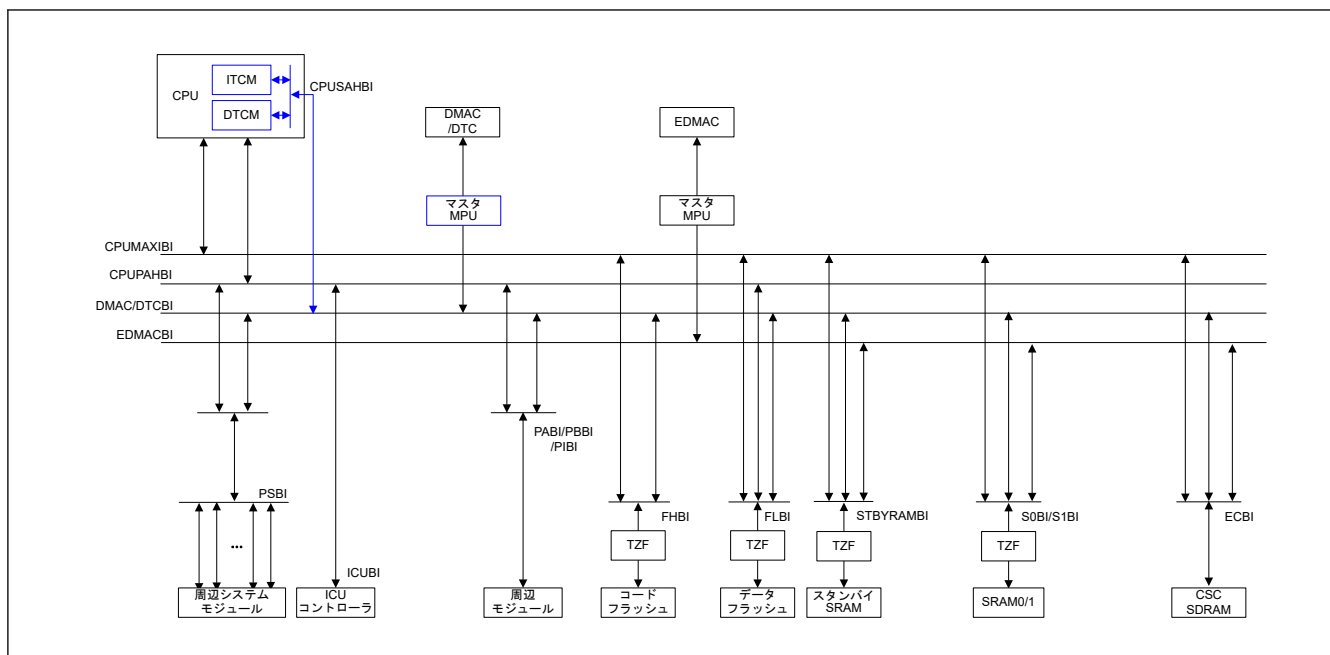 CPU
ITCM
DTCM
CPUSAHBI
DMAC
/DTC
EDMAC
マスタ
MPU
マスタ
MPU
CPUMAXIBI
CPUPAHBI
DMAC/DTCBI
EDMACBI
PABI/PBBI
/PIBI
PSBI
FHBI
FLBI
STBYRAMBI
S0BI/S1BI
ECBI
...
TZF
TZF
TZF
TZF
ICUBI
周辺システム
モジュール
ICU
コントローラ
周辺
モジュール
コード
フラッシュ
データ
フラッシュ
スタンバイ
SRAM
SRAM0/1
CSC
SDRAM